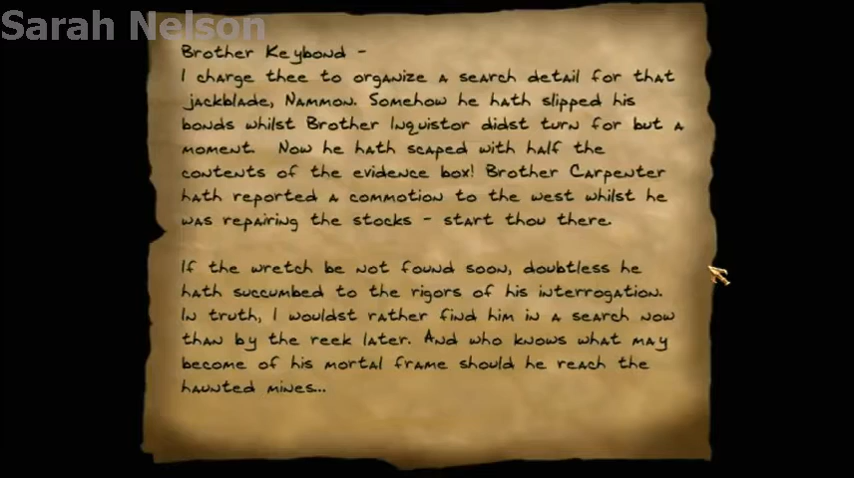 Sarah Nelson
Brother Keybond -
I charge thee to organize a search detail for that
jackblade, Nammon. Somehow he hath slipped his
bonds whilst Brother Inquistor didst turn for but a
moment. Now he hath scaped with half the
contents of the evidence box! Brother Carpenter
hath reported a commotion to the west whilst he
was repairing the stocks - start thou there.
If the wretch be not found soon, doubtless he
hath succumbed to the rigors of his interrogation.
In truth, I wouldst rather find him in a search now
than by the reek later. And who knows what may
become of his mortal frame should he reach the
haunted mines...